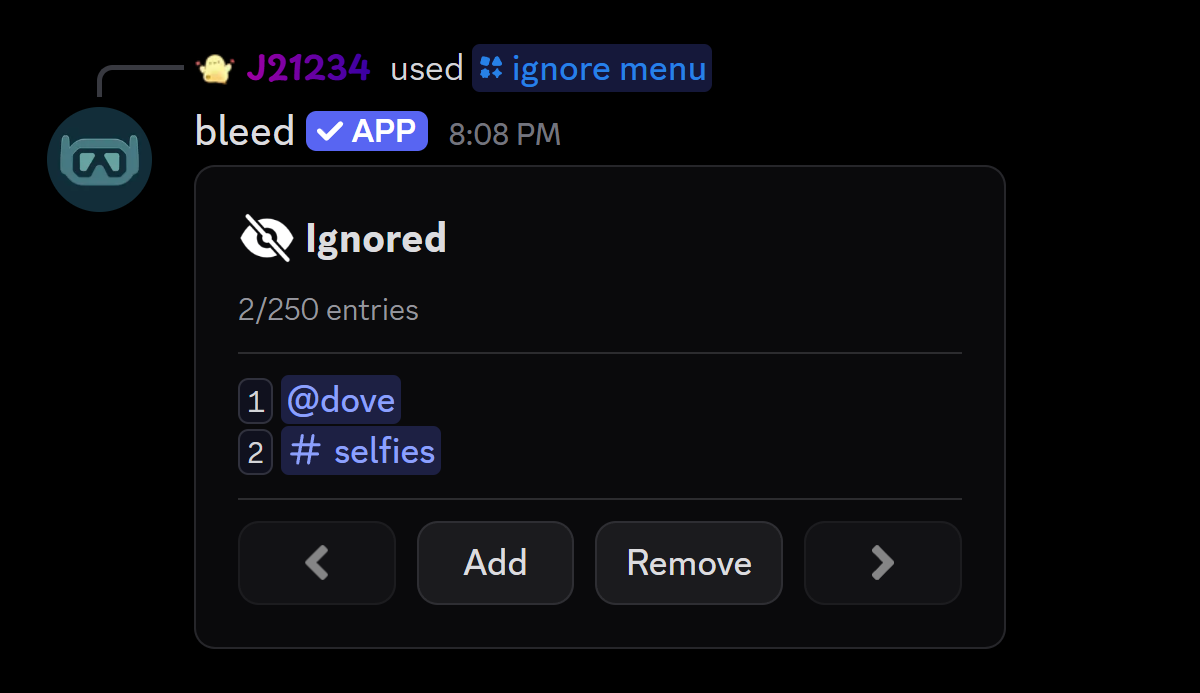 J21234 used ignore menu
bleed APP 8:08 PM
Ignored
2/250 entries
1 @dove
2 # selfies
Add Remove